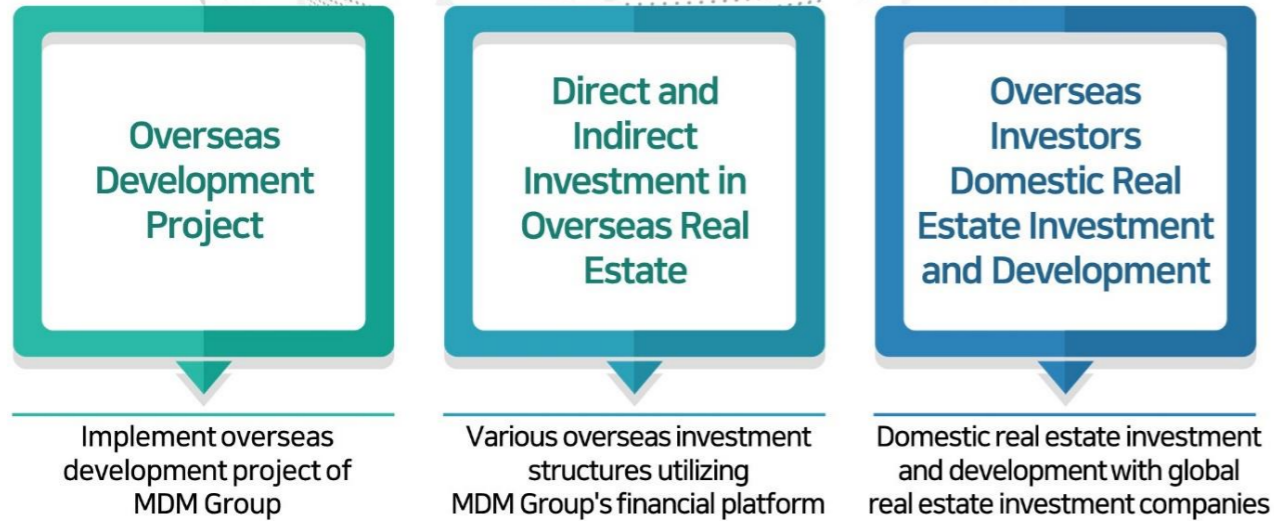 Overseas
Development
Project
Implement overseas
development project of
MDM Group
Direct and
Indirect
Investment in
Overseas Real
Estate
Various overseas investment
structures utilizing
MDM Group's financial platform
Overseas
Investors
Domestic Real
Estate Investment
and Development
Domestic real estate investment
and development with global
real estate investment companies